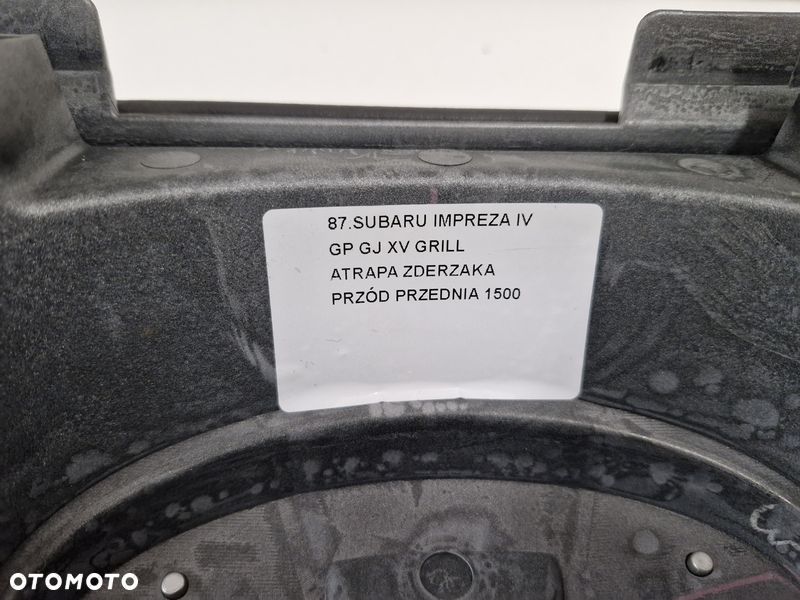 87.SUBARU IMPREZA IV
GP GJ XV GRILL
ATRAPA ZDERZAKA
PRZÓD PRZEDNIA 1500
OTOMOTO